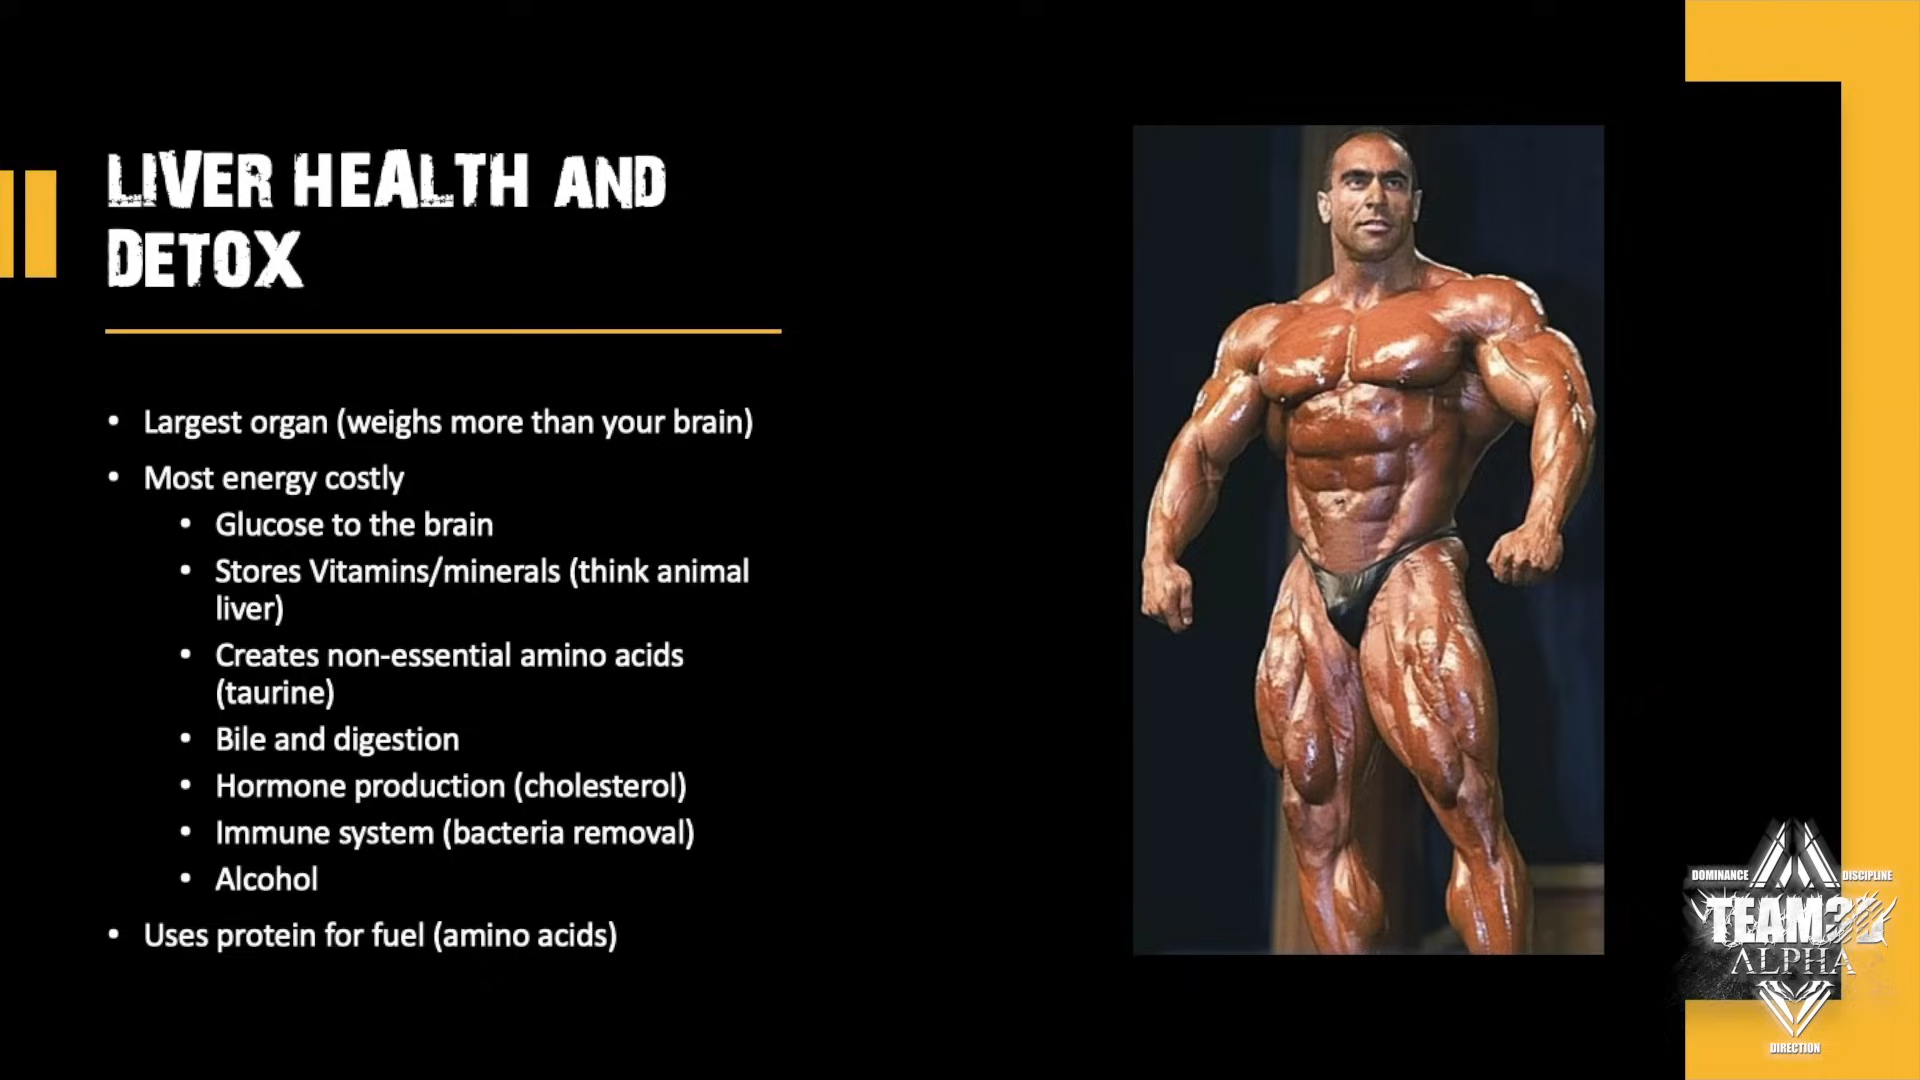 LIVER HEALTH AND
DETOX
• Largest organ (weighs more than your brain)
• Most energy costly
• Glucose to the brain
• Stores Vitamins/minerals (think animal
liver)
• Creates non-essential amino acids
(taurine)
• Bile and digestion
• Hormone production (cholesterol)
• Immune system (bacteria removal)
• Alcohol
• Uses protein for fuel (amino acids)
DOMINANCE
DISCIPLINE
TEAM3D
ALPHA
DIRECTION